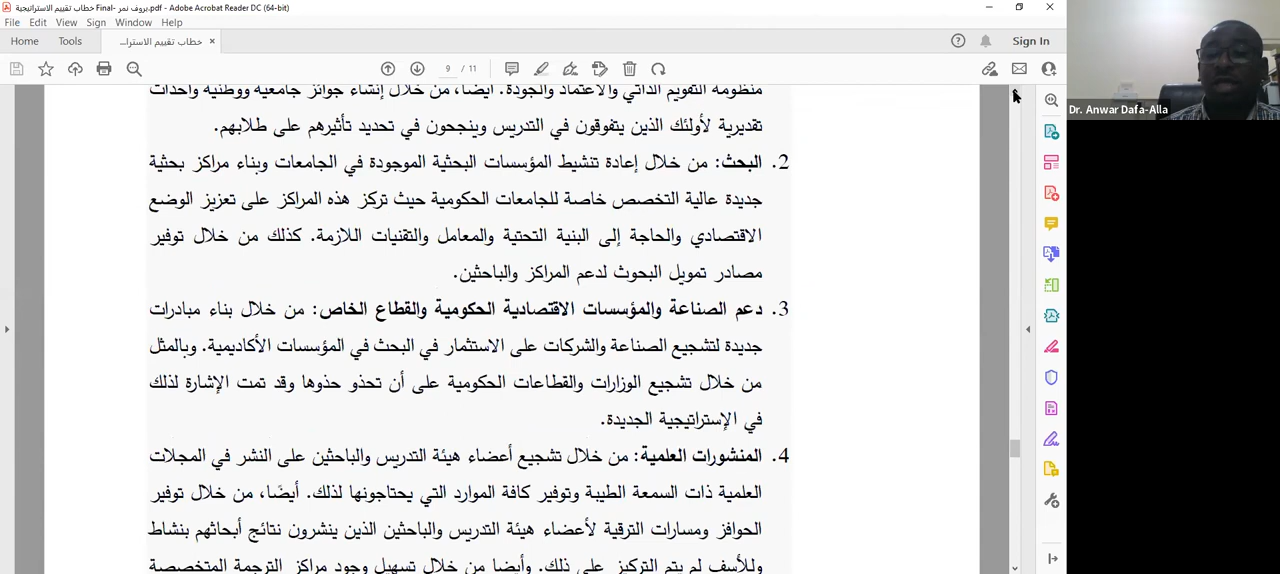 خطاب تقييم الاستراتيجية Final- بروف نمر.pdf - Adobe Acrobat Reader DC (64-bit)
File Edit View Sign Window Help
Home Tools خطاب تقييم الاسترا... × Sign In
9 / 11
منظومة التقويم الذاتي والاعتماد والجودة. أيضا، من خلال إنشاء جوائز جامعية ووطنية وأحداث
تقديرية لأولئك الذين يتفوقون في التدريس وينجحون في تحديد تأثيرهم على طلابهم.
2. البحث: من خلال إعادة تنشيط المؤسسات البحثية الموجودة في الجامعات وبناء مراكز بحثية
جديدة عالية التخصص خاصة للجامعات الحكومية حيث تركز هذه المراكز على تعزيز الوضع
الاقتصادي والحاجة إلى البنية التحتية والمعامل والتقنيات اللازمة. كذلك من خلال توفير
مصادر تمويل البحوث لدعم المراكز والباحثين.
3. دعم الصناعة والمؤسسات الاقتصادية الحكومية والقطاع الخاص: من خلال بناء مبادرات
جديدة لتشجيع الصناعة والشركات على الاستثمار في البحث في المؤسسات الأكاديمية. وبالمثل
من خلال تشجيع الوزارات والقطاعات الحكومية على أن تحذو حذوها وقد تمت الإشارة لذلك
في الإستراتيجية الجديدة.
4. المنشورات العلمية: من خلال تشجيع أعضاء هيئة التدريس والباحثين على النشر في المجلات
العلمية ذات السمعة الطيبة وتوفير كافة الموارد التي يحتاجونها لذلك. أيضًا، من خلال توفير
الحوافز ومسارات الترقية لأعضاء هيئة التدريس والباحثين الذين ينشرون نتائج أبحاثهم بنشاط
وللأسف لم يتم التركيز على ذلك. وأيضا من خلال تسهيل وجود مراكز الترجمة المتخصصة
Dr. Anwar Dafa-Alla